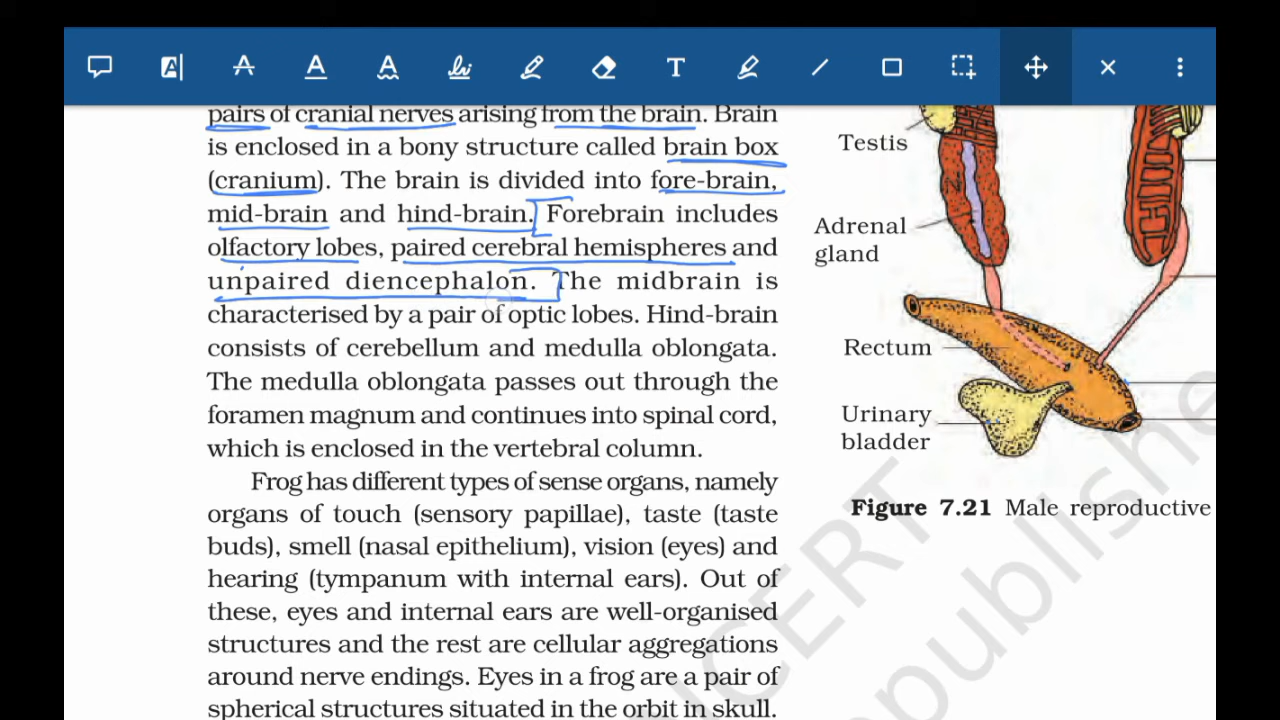 T
pairs of cranial nerves arising from the brain. Brain
is enclosed in a bony structure called brain box
(cranium). The brain is divided into fore-brain,
mid-brain and hind-brain. Forebrain includes
olfactory lobes, paired cerebral hemispheres and
unpaired diencephalon. The midbrain is
characterised by a pair of optic lobes. Hind-brain
consists of cerebellum and medulla oblongata.
The medulla oblongata passes out through the
foramen magnum and continues into spinal cord,
which is enclosed in the vertebral column.
Frog has different types of sense organs, namely
organs of touch (sensory papillae), taste (taste
buds), smell (nasal epithelium), vision (eyes) and
hearing (tympanum with internal ears). Out of
these, eyes and internal ears are well-organised
structures and the rest are cellular aggregations
around nerve endings. Eyes in a frog are a pair of
spherical structures situated in the orbit in skull.
Testis
Adrenal
gland
Rectum
Urinary
bladder
Figure 7.21 Male reproductive
NCERT
republishe